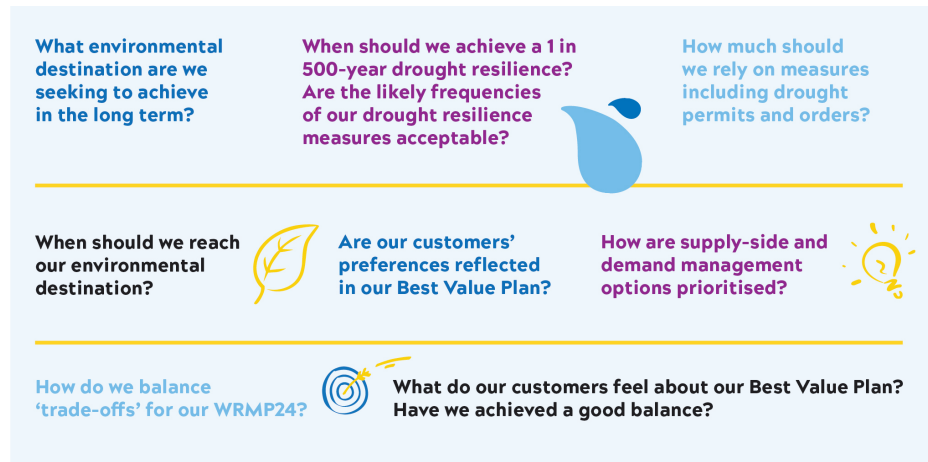 What environmental
destination are we
seeking to achieve
in the long term?
When should we achieve a 1 in
500-year drought resilience?
Are the likely frequencies
of our drought resilience
measures acceptable?
How much should
we rely on measures
including drought
permits and orders?
When should we reach
our environmental
destination?
Are our customers’
preferences reflected
in our Best Value Plan?
How are supply-side and
demand management
options prioritised?
How do we balance
‘trade-offs’ for our WRMP24?
What do our customers feel about our Best Value Plan?
Have we achieved a good balance?